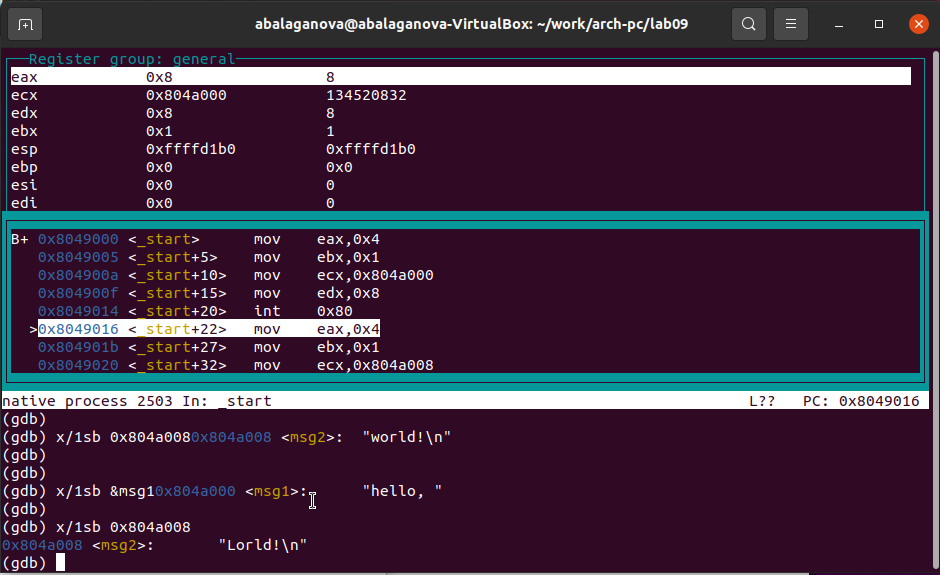 abalaganova@abalaganova-VirtualBox: ~/work/arch-pc/lab09
Register group: general
eax 0x8 8
ecx 0x804a000 134520832
edx 0x8 8
ebx 0x1 1
esp 0xffffd1b0 0xffffd1b0
ebp 0x0 0x0
esi 0x0 0
edi 0x0 0
B+ 0x8049000 <_start> mov eax,0x4
0x8049005 <_start+5> mov ebx,0x1
0x804900a <_start+10> mov ecx,0x804a000
0x804900f <_start+15> mov edx,0x8
0x8049014 <_start+20> int 0x80
>0x8049016 <_start+22> mov eax,0x4
0x804901b <_start+27> mov ebx,0x1
0x8049020 <_start+32> mov ecx,0x804a008
native process 2503 In: _start L?? PC: 0x8049016
(gdb)
(gdb) x/1sb 0x804a0080x804a008 <msg2>: "world!\n"
(gdb)
(gdb)
(gdb) x/1sb &msg10x804a000 <msg1>: "hello, "
(gdb)
(gdb) x/1sb 0x804a008
0x804a008 <msg2>: "Lorld!\n"
(gdb)